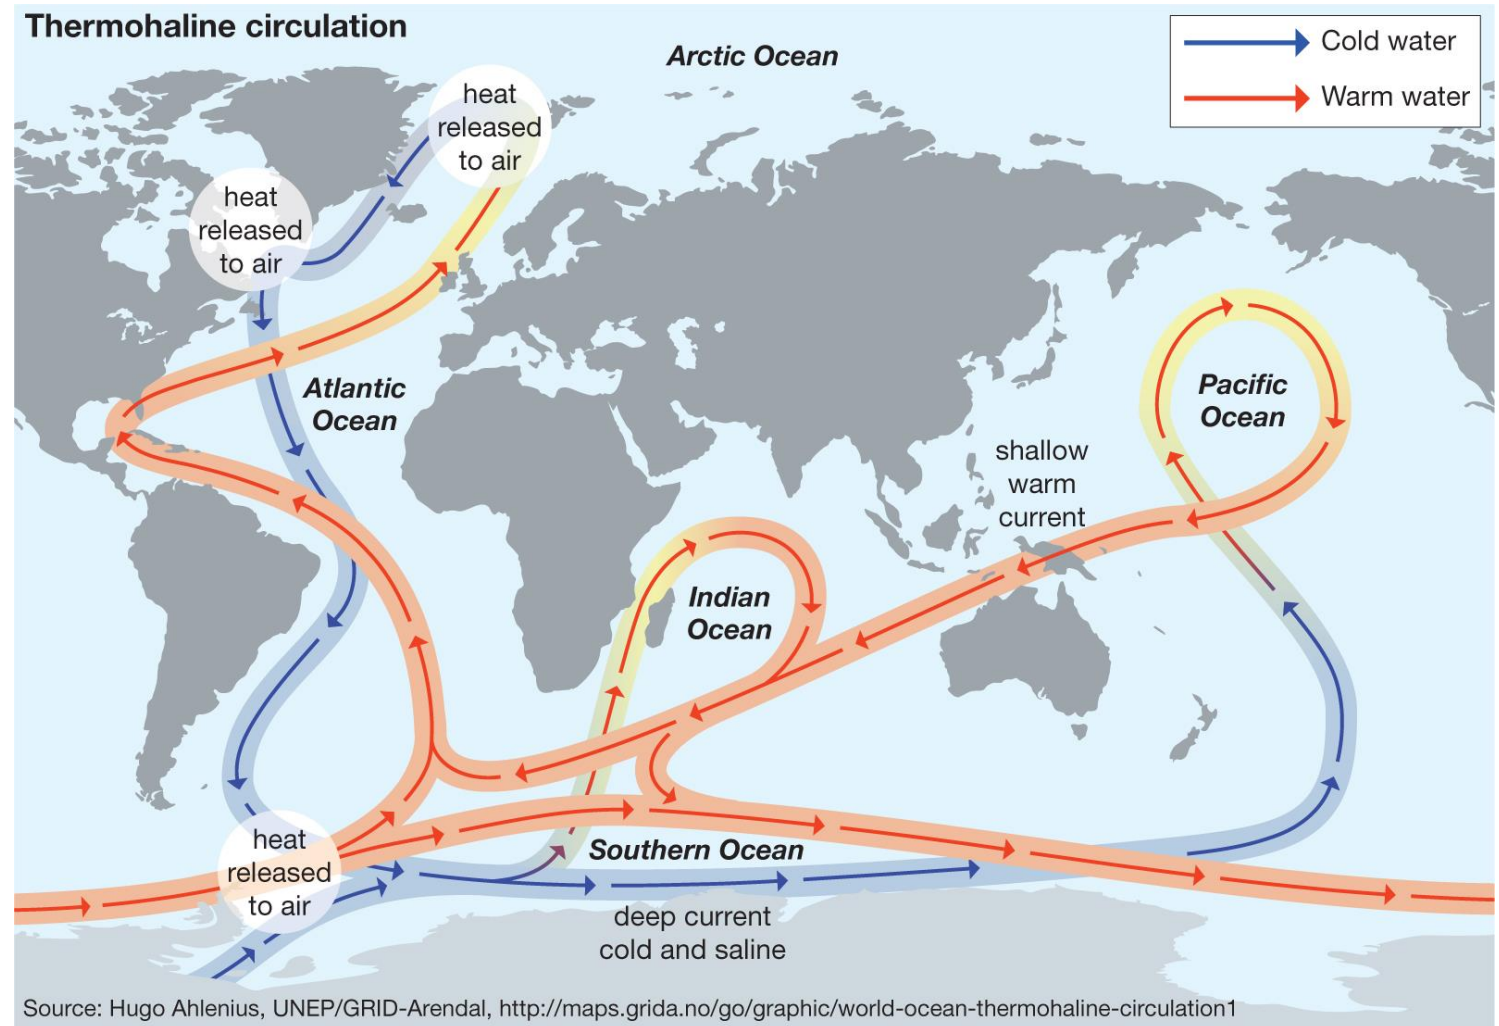 Thermohaline circulation
Arctic Ocean
Cold water
Warm water
heat
released
to air
heat
released
to air
Atlantic
Ocean
Pacific
Ocean
shallow
warm
current
Indian
Ocean
heat
released
to air
Southern Ocean
deep current
cold and saline
Source: Hugo Ahlenius, UNEP/GRID-Arendal, http://maps.grida.no/go/graphic/world-ocean-thermohaline-circulation1